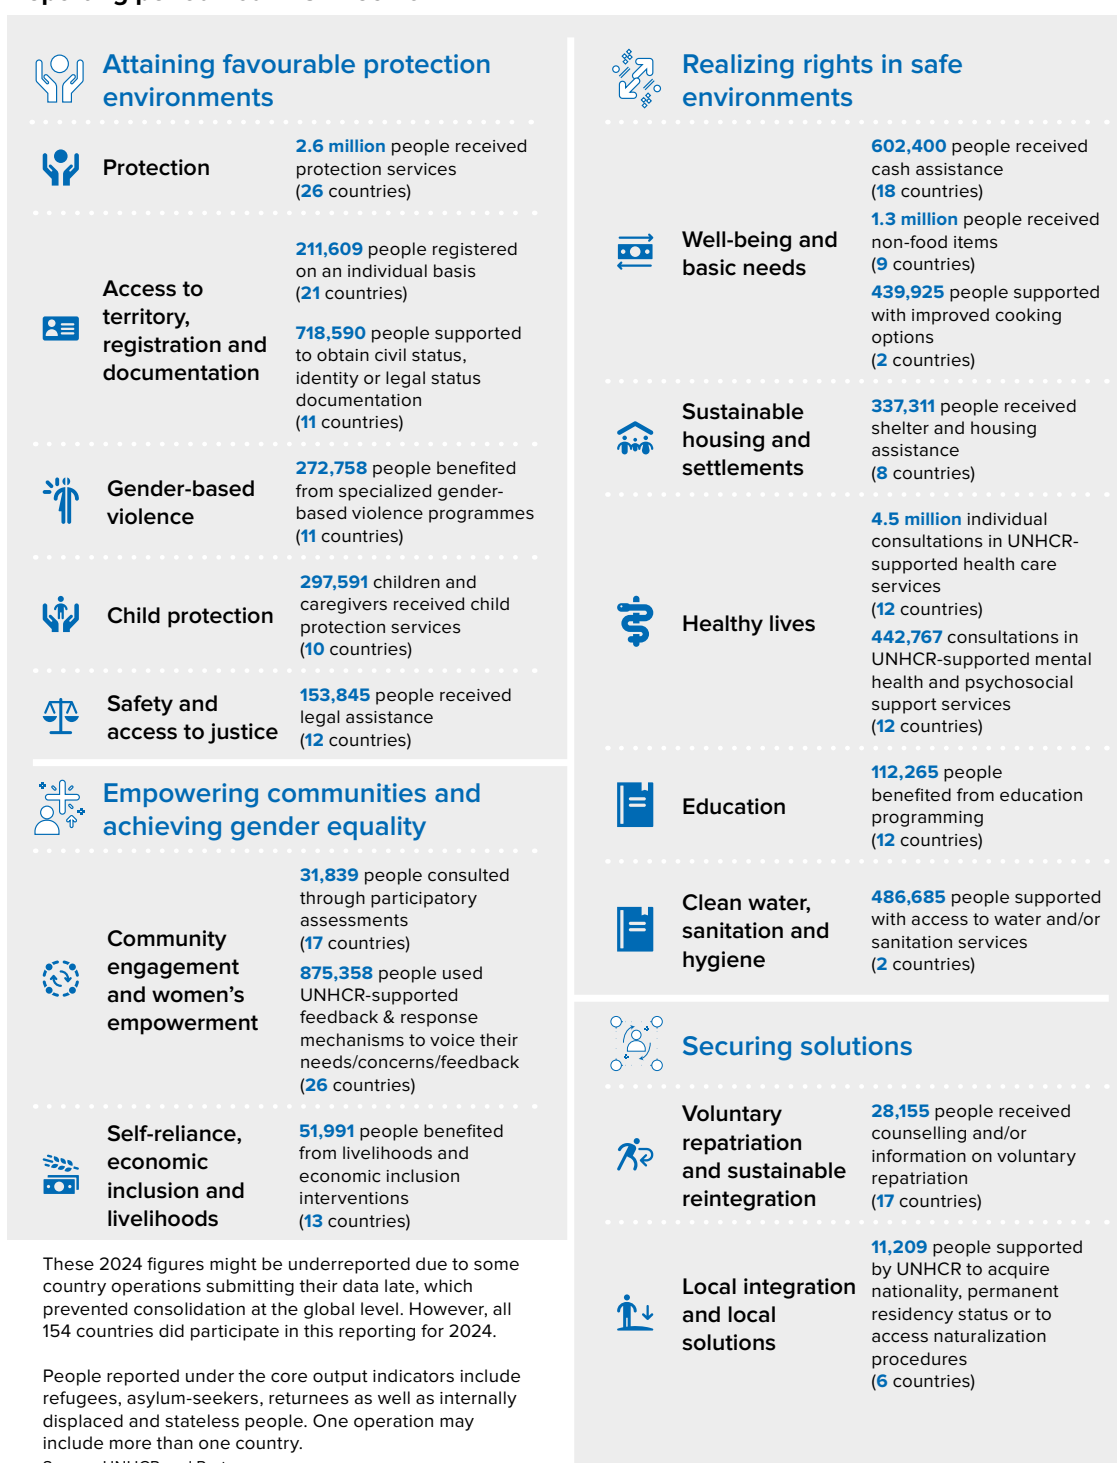 Attaining favourable protection
environments
Protection
2.6 million people received
protection services
(26 countries)
Access to
territory,
registration and
documentation
211,609 people registered
on an individual basis
(21 countries)
718,590 people supported
to obtain civil status,
identity or legal status
documentation
(11 countries)
Gender-based
violence
272,758 people benefited
from specialized gender-
based violence programmes
(11 countries)
Child protection
297,591 children and
caregivers received child
protection services
(10 countries)
Safety and
access to justice
153,845 people received
legal assistance
(12 countries)
Empowering communities and
achieving gender equality
Community
engagement
and women's
empowerment
31,839 people consulted
through participatory
assessments
(17 countries)
875,358 people used
UNHCR-supported
feedback & response
mechanisms to voice their
needs/concerns/feedback
(26 countries)
Self-reliance,
economic
inclusion and
livelihoods
51,991 people benefited
from livelihoods and
economic inclusion
interventions
(13 countries)
These 2024 figures might be underreported due to some
country operations submitting their data late, which
prevented consolidation at the global level. However, all
154 countries did participate in this reporting for 2024.
People reported under the core output indicators include
refugees, asylum-seekers, returnees as well as internally
displaced and stateless people. One operation may
include more than one country.
Realizing rights in safe
environments
Well-being and
basic needs
602,400 people received
cash assistance
(18 countries)
1.3 million people received
non-food items
(9 countries)
439,925 people supported
with improved cooking
options
(2 countries)
Sustainable
housing and
settlements
337,311 people received
shelter and housing
assistance
(8 countries)
Healthy lives
4.5 million individual
consultations in UNHCR-
supported health care
services
(12 countries)
442,767 consultations in
UNHCR-supported mental
health and psychosocial
support services
(12 countries)
Education
112,265 people
benefited from education
programming
(12 countries)
Clean water,
sanitation and
hygiene
486,685 people supported
with access to water and/or
sanitation services
(2 countries)
Securing solutions
Voluntary
repatriation
and sustainable
reintegration
28,155 people received
counselling and/or
information on voluntary
repatriation
(17 countries)
Local integration
and local
solutions
11,209 people supported
by UNHCR to acquire
nationality, permanent
residency status or to
access naturalization
procedures
(6 countries)